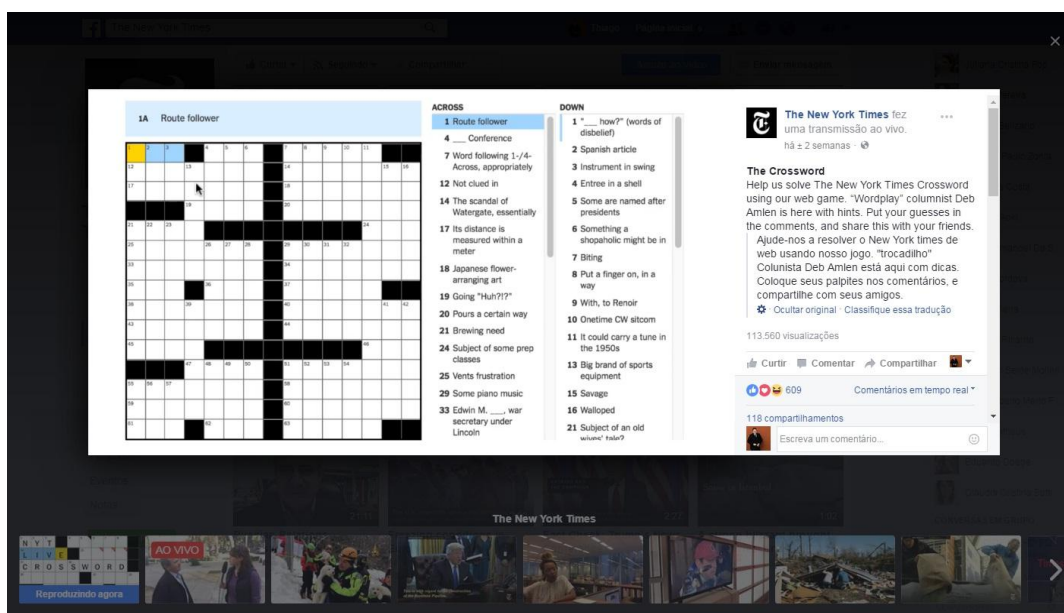 The New York Times
1A Route follower
ACROSS
1 Route follower
4 ___ Conference
7 Word following 1-/4-
Across, appropriately
12 Not clued in
14 The scandal of
Watergate, essentially
17 Its distance is
measured within a
meter
18 Japanese flower-
arranging art
19 Going "Huh?!?"
20 Pours a certain way
21 Brewing need
24 Subject of some prep
classes
25 Vents frustration
29 Some piano music
33 Edwin M. ___, war
secretary under
Lincoln
DOWN
1 "___ how?" (words of
disbelief)
2 Spanish article
3 Instrument in swing
4 Entree in a shell
5 Some are named after
presidents
6 Something a
shopaholic might be in
7 Biting
8 Put a finger on, in a
way
9 With, to Renoir
10 Onetime CW sitcom
11 It could carry a tune in
the 1950s
13 Big brand of sports
equipment
15 Savage
16 Walloped
21 Subject of an old
wives' tale?
The New York Times fez
uma transmissão ao vivo.
há ± 2 semanas
The Crossword
Help us solve The New York Times Crossword
using our web game. "Wordplay" columnist Deb
Amlen is here with hints. Put your guesses in
the comments, and share this with your friends.
Ajude-nos a resolver o New York times de
web usando nosso jogo. "trocadilho"
Colunista Deb Amlen está aqui com dicas.
Coloque seus palpites nos comentários, e
compartilhe com seus amigos.
Ocultar original · Classifique essa tradução
113.560 visualizações
Curtir Comentar Compartilhar
609 Comentários em tempo real
118 compartilhamentos
Escreva um comentário...
The New York Times
NYT
LIVE
CROSSWORD
Reproduzindo agora
AO VIVO